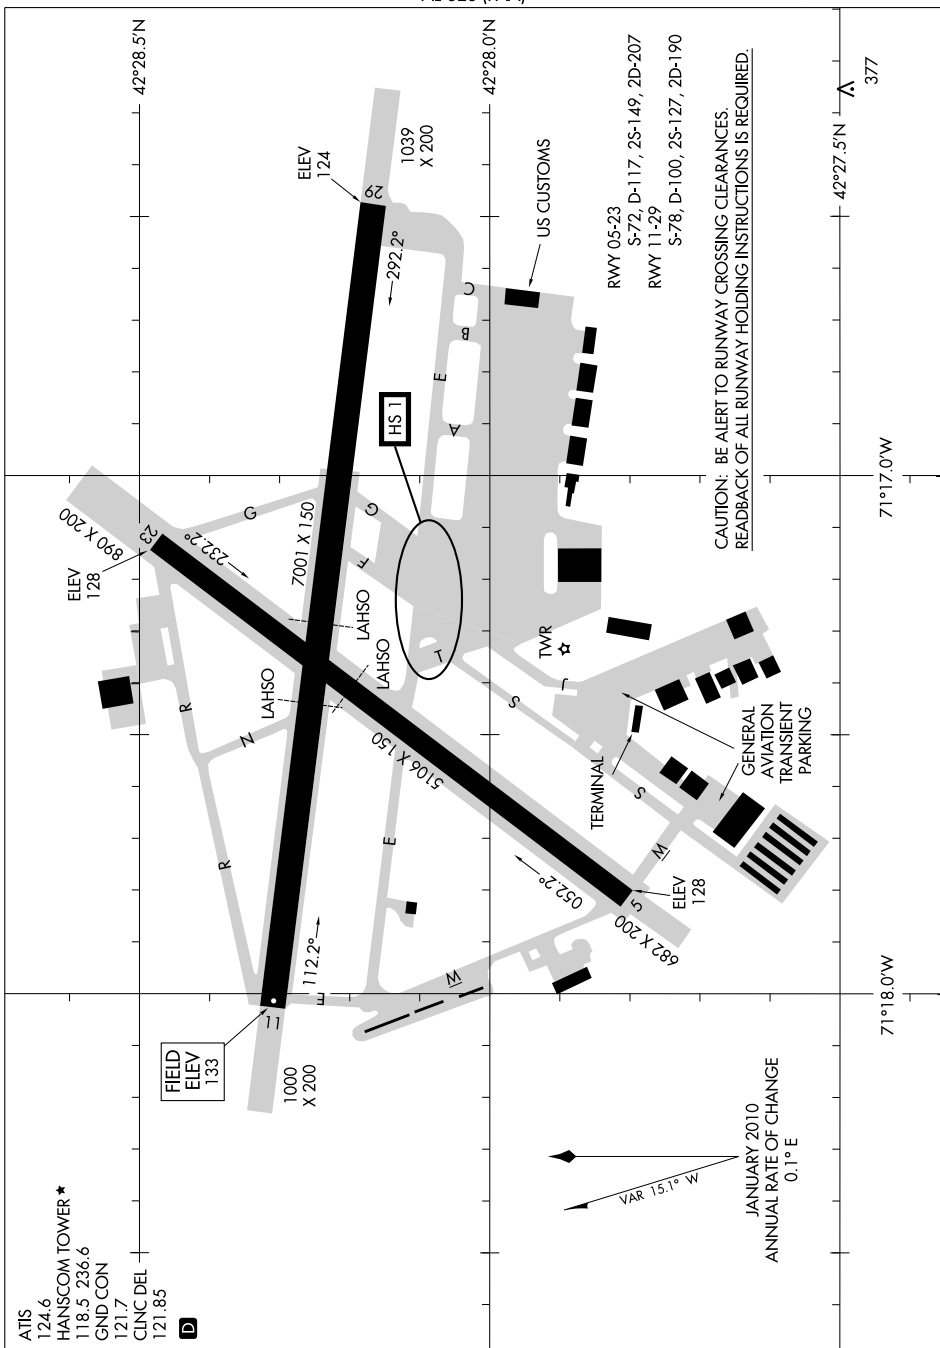 ATIS
124.6
HANSCOM TOWER★
118.5 236.6
GND CON
121.7
CLNC DEL
121.85
D
FIELD
ELEV
133
1000
X 200
11
112.2°
E
R
R
N
G
G
F
E
W
W
S
S
J
T
E
A
B
C
ELEV
128
23
890 X 200
232.2°
7001 X 150
5106 X 150
LAHSO
LAHSO
LAHSO
HS 1
ELEV
124
29
1039
X 200
292.2°
052.2°
5
682 X 200
ELEV
128
TWR
TERMINAL
GENERAL
AVIATION
TRANSIENT
PARKING
US CUSTOMS
RWY 05-23
S-72, D-117, 2S-149, 2D-207
RWY 11-29
S-78, D-100, 2S-127, 2D-190
CAUTION: BE ALERT TO RUNWAY CROSSING CLEARANCES.
READBACK OF ALL RUNWAY HOLDING INSTRUCTIONS IS REQUIRED.
377
42°28.5'N
42°28.0'N
42°27.5'N
71°17.0'W
71°18.0'W
VAR 15.1° W
JANUARY 2010
ANNUAL RATE OF CHANGE
0.1° E